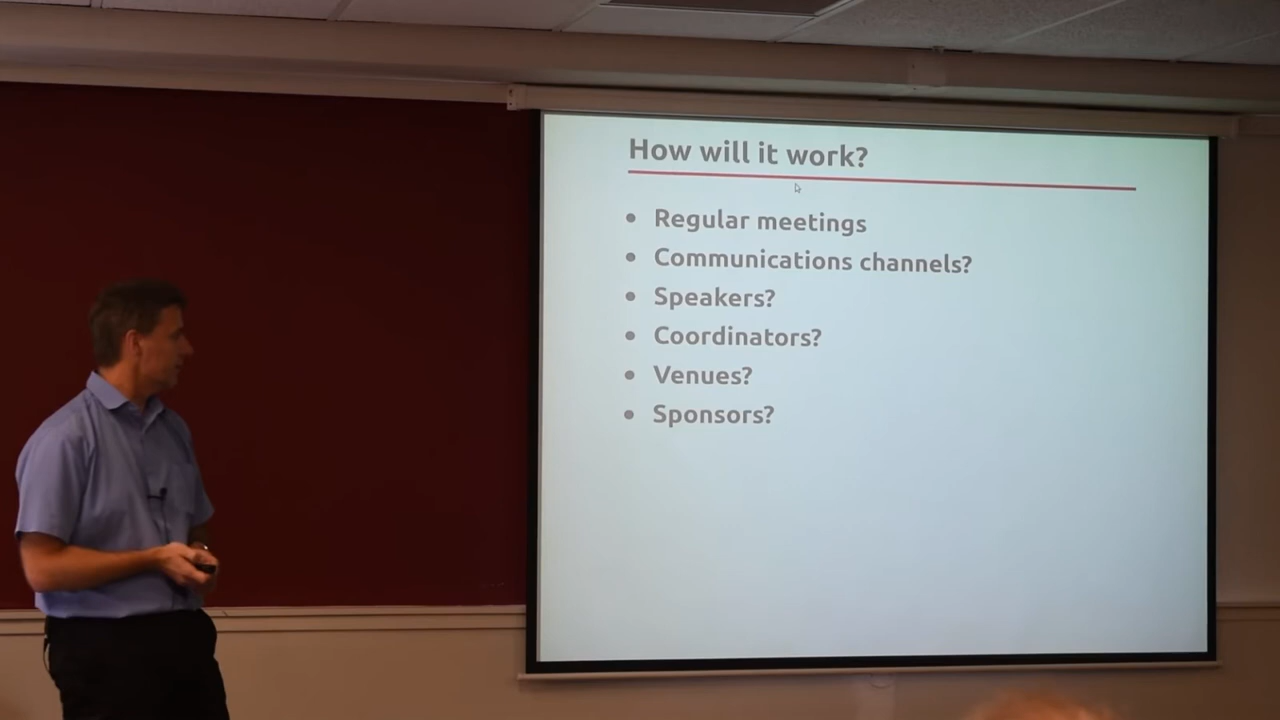 How will it work?
Regular meetings
Communications channels?
Speakers?
Coordinators?
Venues?
Sponsors?